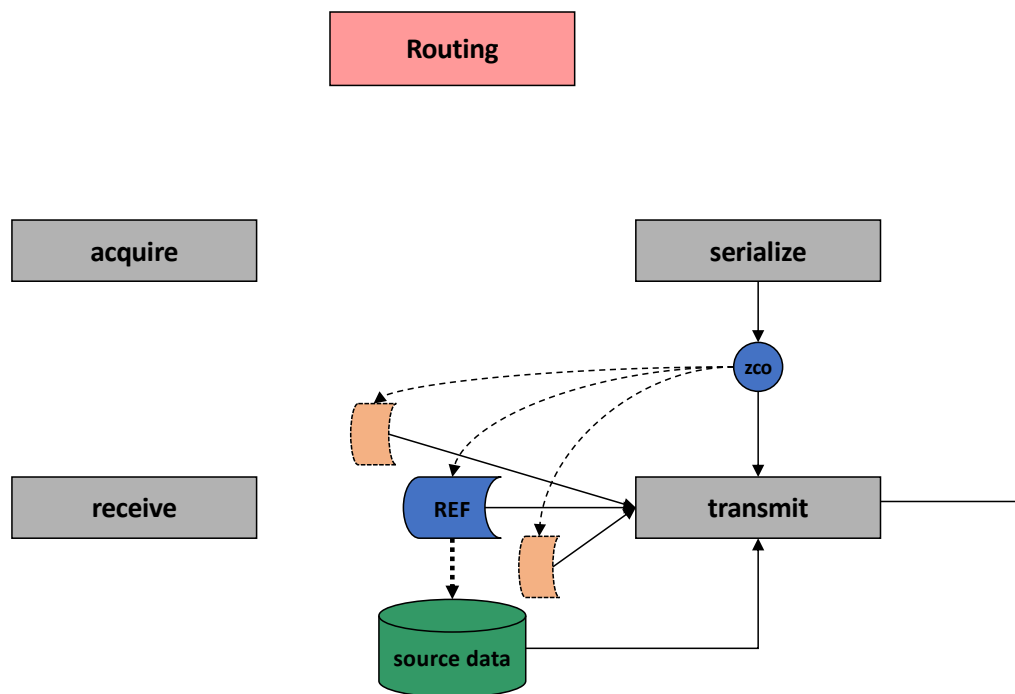 Routing
acquire
serialize
zco
receive
REF
transmit
source data